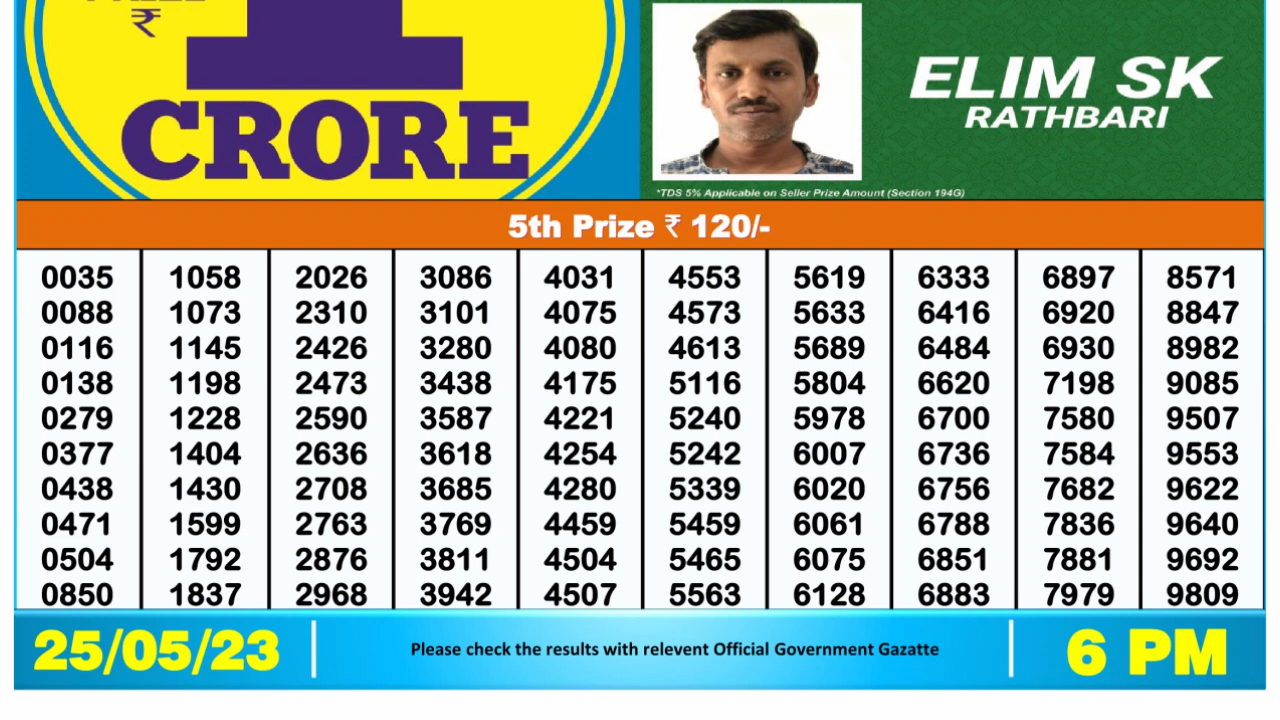 ₹
1
CRORE
ELIM SK
RATHBARI
*TDS 5% Applicable on Seller Prize Amount (Section 194G)
5th Prize ₹ 120/-
0035 1058 2026 3086 4031 4553 5619 6333 6897 8571
0088 1073 2310 3101 4075 4573 5633 6416 6920 8847
0116 1145 2426 3280 4080 4613 5689 6484 6930 8982
0138 1198 2473 3438 4175 5116 5804 6620 7198 9085
0279 1228 2590 3587 4221 5240 5978 6700 7580 9507
0377 1404 2636 3618 4254 5242 6007 6736 7584 9553
0438 1430 2708 3685 4280 5339 6020 6756 7682 9622
0471 1599 2763 3769 4459 5459 6061 6788 7836 9640
0504 1792 2876 3811 4504 5465 6075 6851 7881 9692
0850 1837 2968 3942 4507 5563 6128 6883 7979 9809
25/05/23
Please check the results with relevent Official Government Gazatte
6 PM